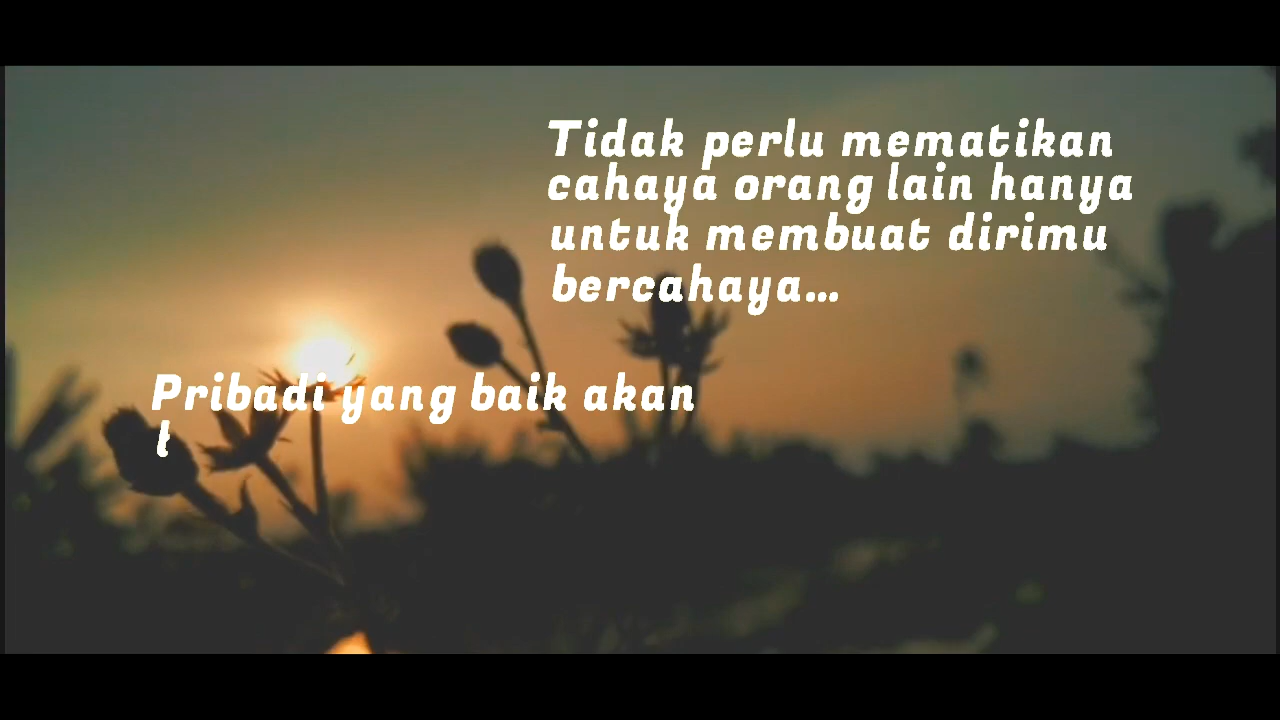 Tidak perlu mematikan
cahaya orang lain hanya
untuk membuat dirimu
bercahaya...
Pribadi yang baik akan